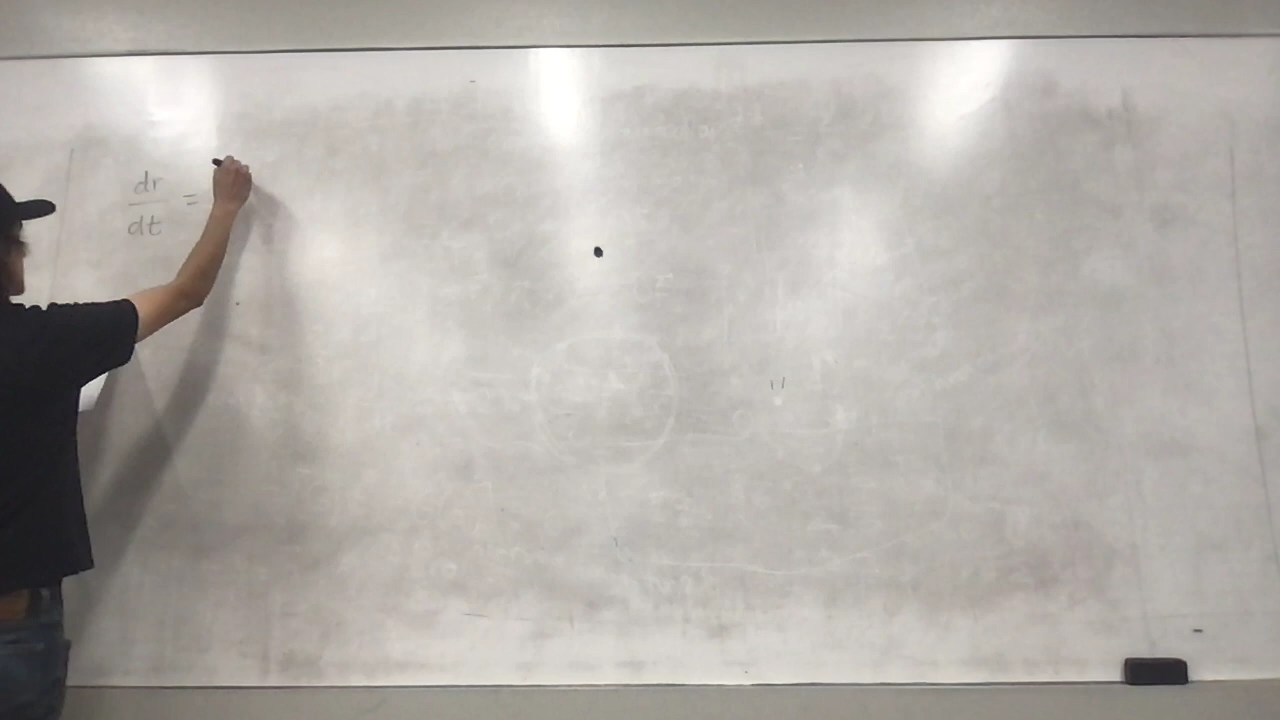 dr
dt =